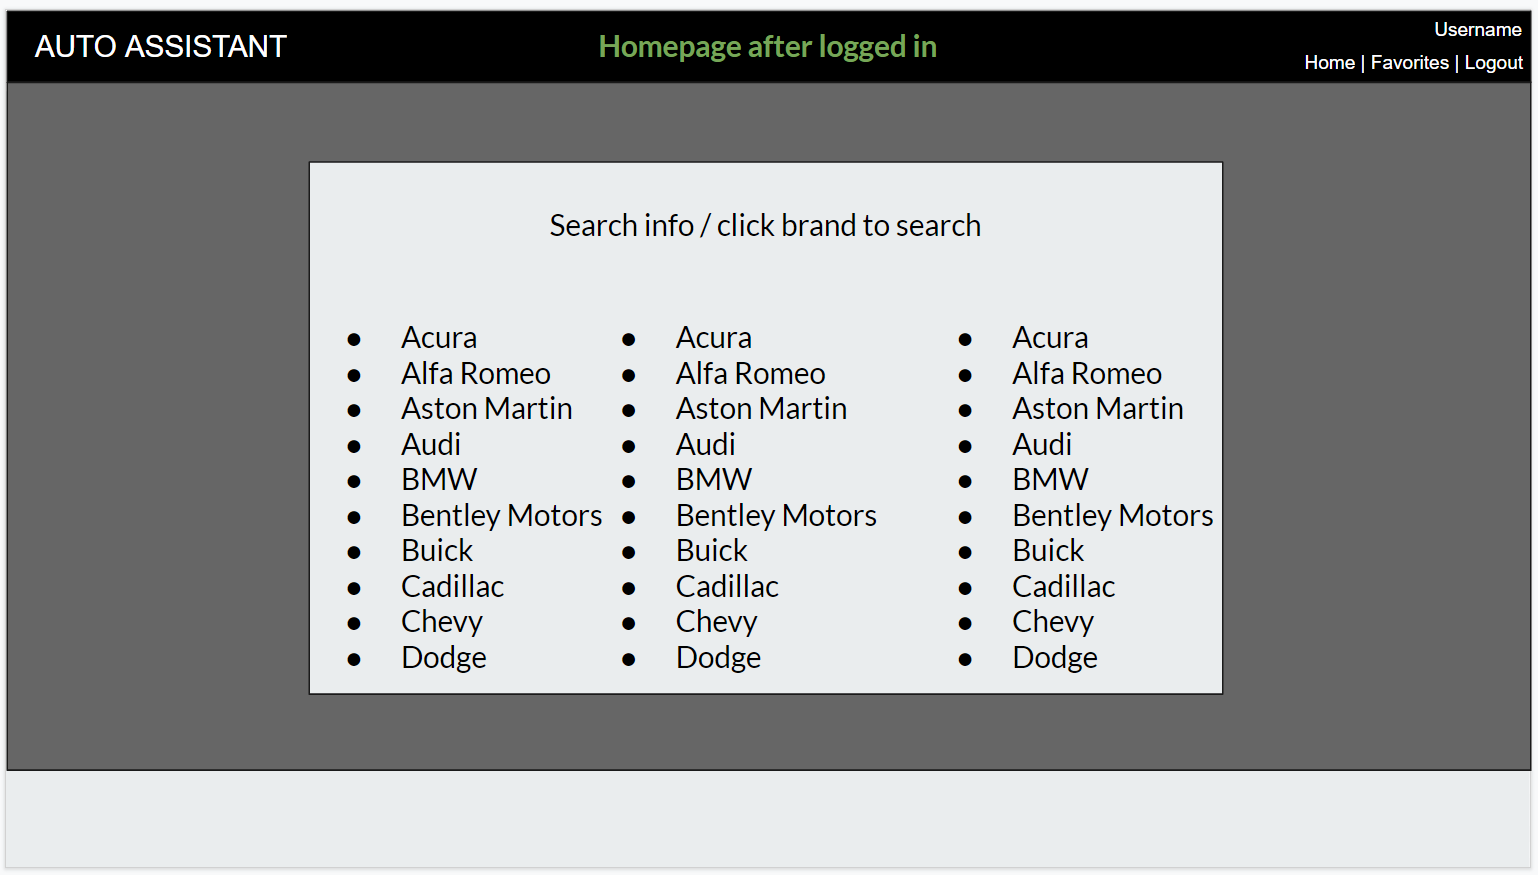 AUTO ASSISTANT
Homepage after logged in
Username
Home | Favorites | Logout
Search info / click brand to search
● Acura
● Alfa Romeo
● Aston Martin
● Audi
● BMW
● Bentley Motors
● Buick
● Cadillac
● Chevy
● Dodge
● Acura
● Alfa Romeo
● Aston Martin
● Audi
● BMW
● Bentley Motors
● Buick
● Cadillac
● Chevy
● Dodge
● Acura
● Alfa Romeo
● Aston Martin
● Audi
● BMW
● Bentley Motors
● Buick
● Cadillac
● Chevy
● Dodge